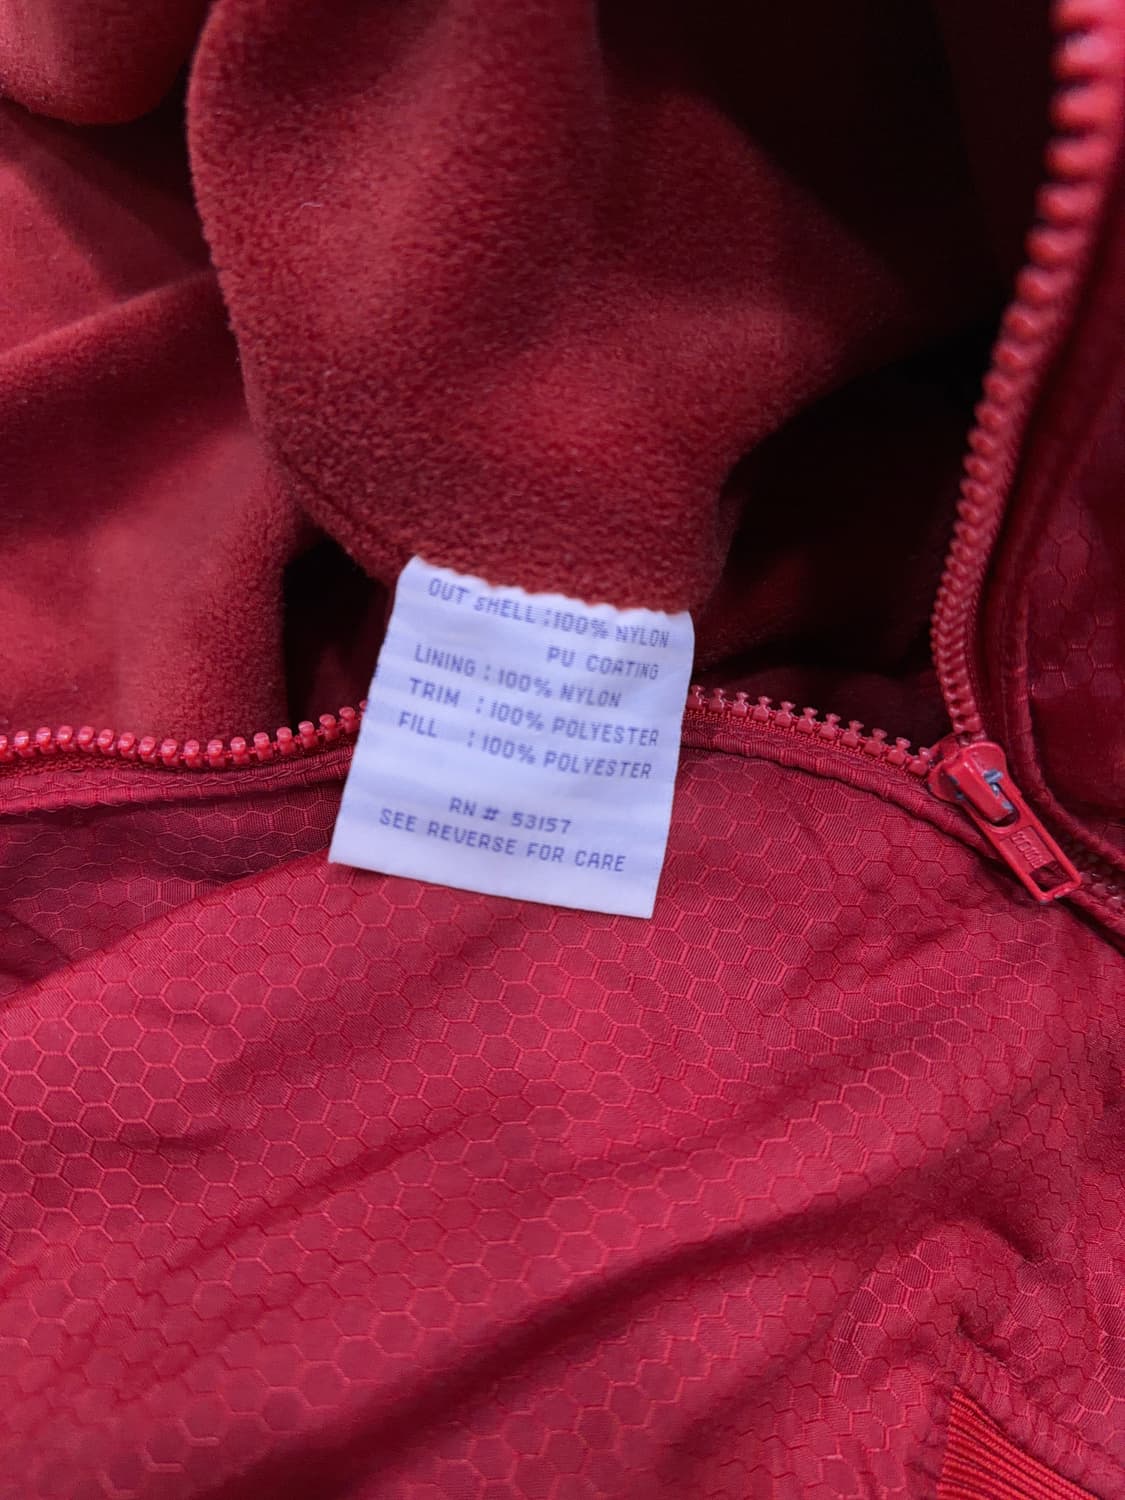 OUT SHELL :100% NYLON
PU COATING
LINING : 100% NYLON
TRIM : 100% POLYESTER
FILL : 100% POLYESTER
RN # 53157
SEE REVERSE FOR CARE